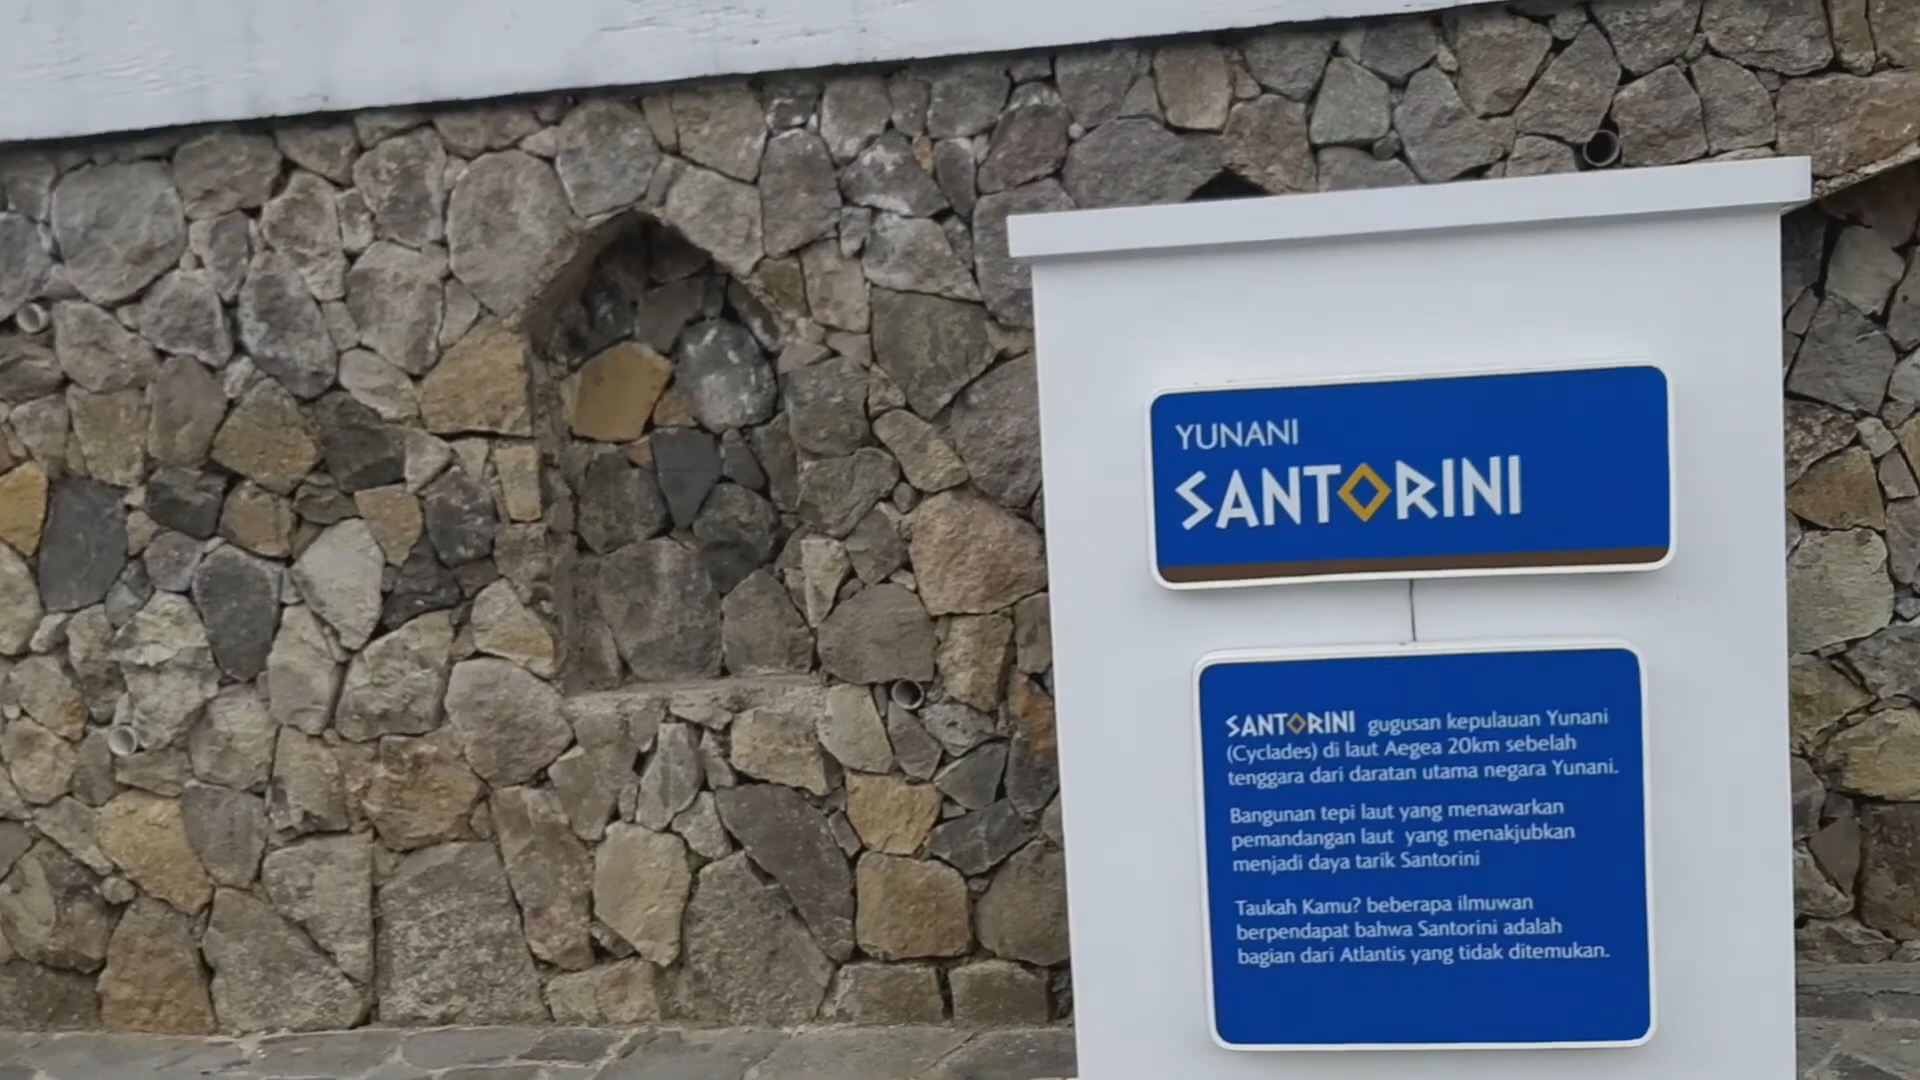 YUNANI
SANTORINI
SANTORINI gugusan kepulauan Yunani
(Cyclades) di laut Aegea 20km sebelah
tenggara dari daratan utama negara Yunani.
Bangunan tepi laut yang menawarkan
pemandangan laut yang menakjubkan
menjadi daya tarik Santorini
Taukah Kamu? beberapa ilmuwan
berpendapat bahwa Santorini adalah
bagian dari Atlantis yang tidak ditemukan.